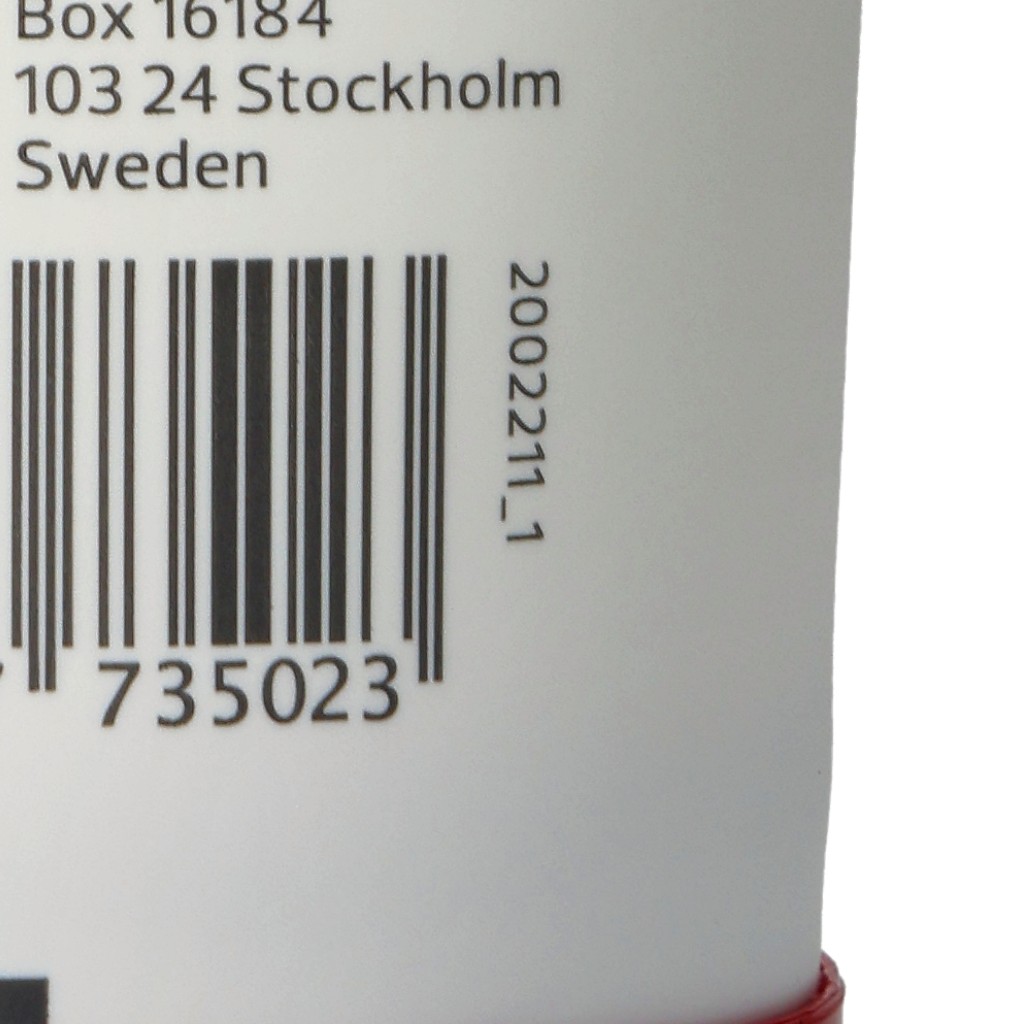 Box 16184
103 24 Stockholm
Sweden
2002211_1
735023